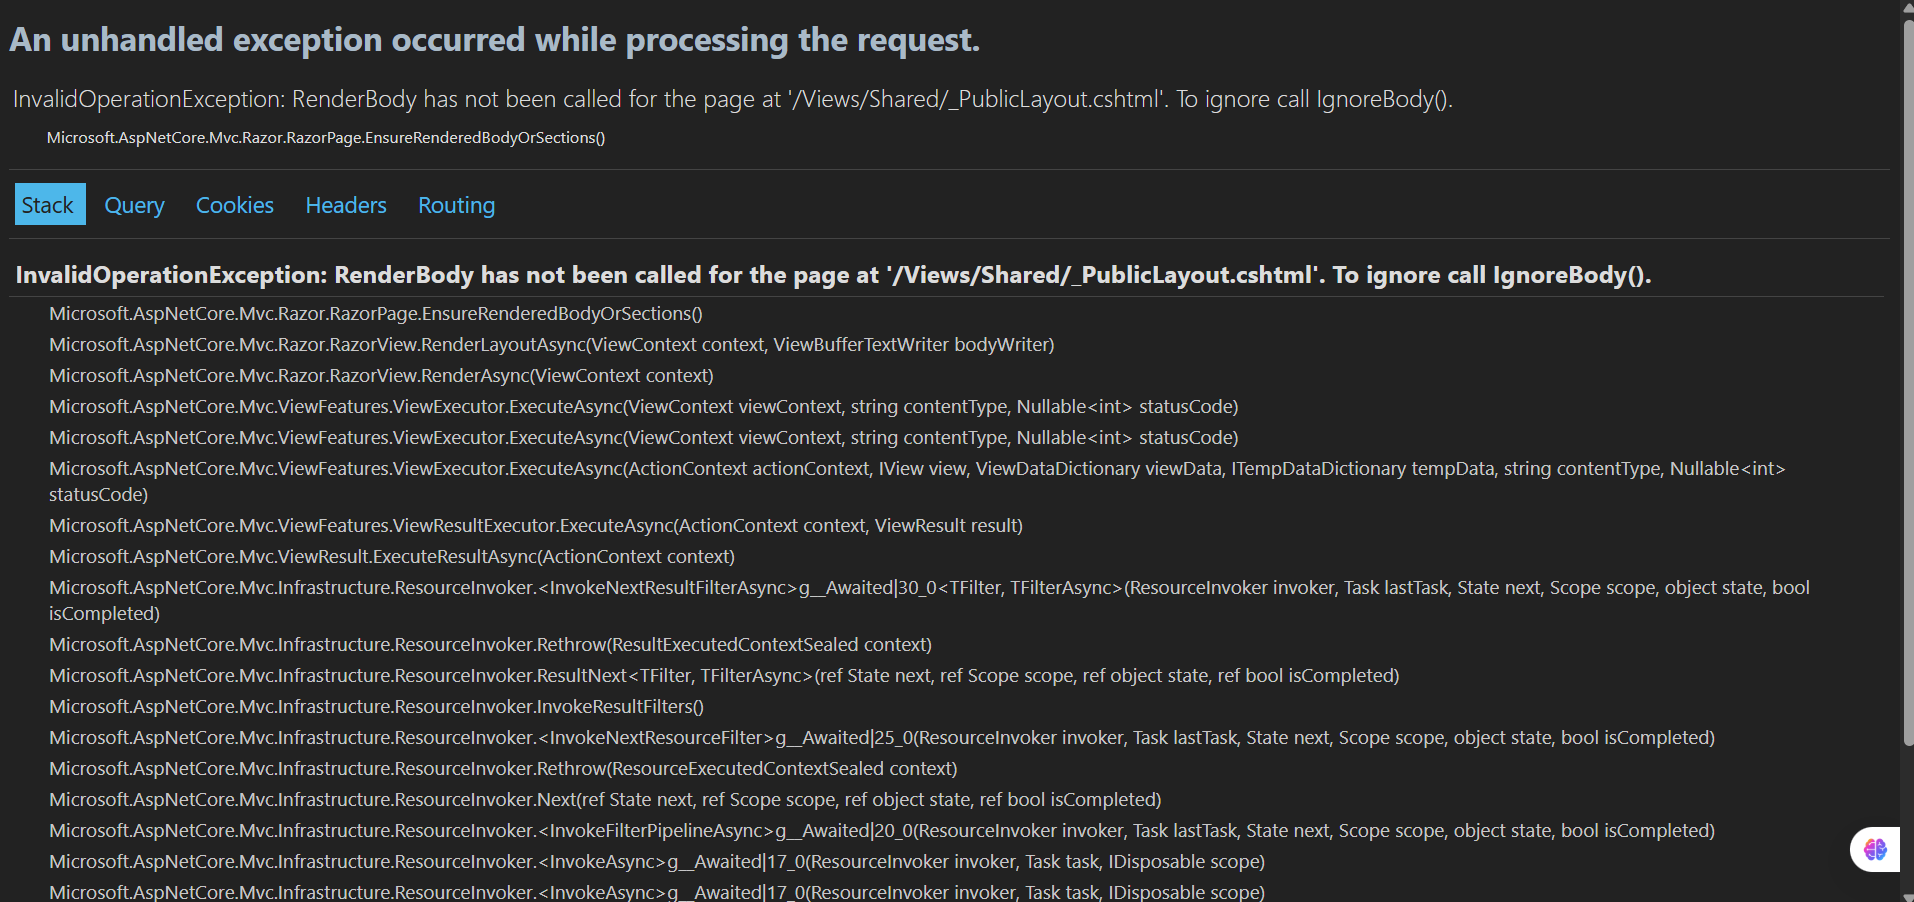 An unhandled exception occurred while processing the request.
InvalidOperationException: RenderBody has not been called for the page at '/Views/Shared/_PublicLayout.cshtml'. To ignore call IgnoreBody().
Microsoft.AspNetCore.Mvc.Razor.RazorPage.EnsureRenderedBodyOrSections()
Stack Query Cookies Headers Routing
InvalidOperationException: RenderBody has not been called for the page at '/Views/Shared/_PublicLayout.cshtml'. To ignore call IgnoreBody().
Microsoft.AspNetCore.Mvc.Razor.RazorPage.EnsureRenderedBodyOrSections()
Microsoft.AspNetCore.Mvc.Razor.RazorView.RenderLayoutAsync(ViewContext context, ViewBufferTextWriter bodyWriter)
Microsoft.AspNetCore.Mvc.Razor.RazorView.RenderAsync(ViewContext context)
Microsoft.AspNetCore.Mvc.ViewFeatures.ViewExecutor.ExecuteAsync(ViewContext viewContext, string contentType, Nullable<int> statusCode)
Microsoft.AspNetCore.Mvc.ViewFeatures.ViewExecutor.ExecuteAsync(ViewContext viewContext, string contentType, Nullable<int> statusCode)
Microsoft.AspNetCore.Mvc.ViewFeatures.ViewExecutor.ExecuteAsync(ActionContext actionContext, IView view, ViewDataDictionary viewData, ITempDataDictionary tempData, string contentType, Nullable<int>
statusCode)
Microsoft.AspNetCore.Mvc.ViewFeatures.ViewResultExecutor.ExecuteAsync(ActionContext context, ViewResult result)
Microsoft.AspNetCore.Mvc.ViewResult.ExecuteResultAsync(ActionContext context)
Microsoft.AspNetCore.Mvc.Infrastructure.ResourceInvoker.<InvokeNextResultFilterAsync>g__Awaited|30_0<TFilter, TFilterAsync>(ResourceInvoker invoker, Task lastTask, State next, Scope scope, object state, bool
isCompleted)
Microsoft.AspNetCore.Mvc.Infrastructure.ResourceInvoker.Rethrow(ResultExecutedContextSealed context)
Microsoft.AspNetCore.Mvc.Infrastructure.ResourceInvoker.ResultNext<TFilter, TFilterAsync>(ref State next, ref Scope scope, ref object state, ref bool isCompleted)
Microsoft.AspNetCore.Mvc.Infrastructure.ResourceInvoker.InvokeResultFilters()
Microsoft.AspNetCore.Mvc.Infrastructure.ResourceInvoker.<InvokeNextResourceFilter>g__Awaited|25_0(ResourceInvoker invoker, Task lastTask, State next, Scope scope, object state, bool isCompleted)
Microsoft.AspNetCore.Mvc.Infrastructure.ResourceInvoker.Rethrow(ResourceExecutedContextSealed context)
Microsoft.AspNetCore.Mvc.Infrastructure.ResourceInvoker.Next(ref State next, ref Scope scope, ref object state, ref bool isCompleted)
Microsoft.AspNetCore.Mvc.Infrastructure.ResourceInvoker.<InvokeFilterPipelineAsync>g__Awaited|20_0(ResourceInvoker invoker, Task lastTask, State next, Scope scope, object state, bool isCompleted)
Microsoft.AspNetCore.Mvc.Infrastructure.ResourceInvoker.<InvokeAsync>g__Awaited|17_0(ResourceInvoker invoker, Task task, IDisposable scope)
Microsoft.AspNetCore.Mvc.Infrastructure.ResourceInvoker.<InvokeAsync>g__Awaited|17_0(ResourceInvoker invoker, Task task, IDisposable scope)